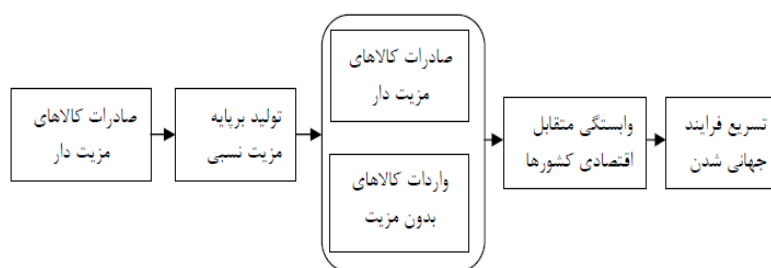 صادرات کالاهای
مزیت دار
تولید برپایه
مزیت نسبی
صادرات کالاهای
مزیت دار
واردات کالاهای
بدون مزیت
وابستگی متقابل
اقتصادی کشورها
تسریع فرایند
جهانی شدن